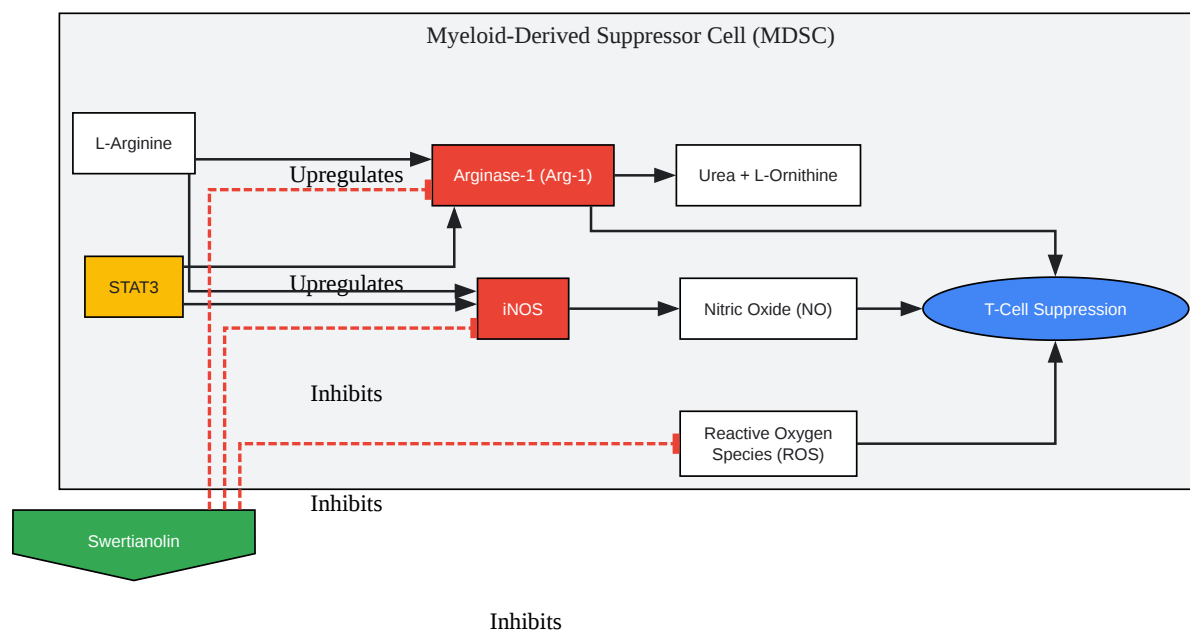 Myeloid-Derived Suppressor Cell (MDSC)
L-Arginine
Upregulates
Arginase-1 (Arg-1)
Urea + L-Ornithine
STAT3
Upregulates
iNOS
Nitric Oxide (NO)
T-Cell Suppression
Inhibits
Reactive Oxygen
Species (ROS)
Inhibits
Swertianolin
Inhibits